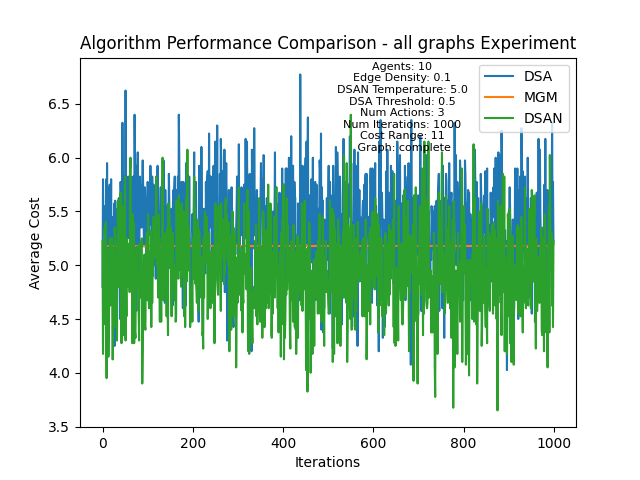 Algorithm Performance Comparison - all graphs Experiment
Agents: 10
Edge Density: 0.1
DSAN Temperature: 5.0
DSA Threshold: 0.5
Num Actions: 3
Num Iterations: 1000
Cost Range: 11
Graph: complete
DSA
MGM
DSAN
Average Cost
6.5
6.0
5.5
5.0
4.5
4.0
3.5
0 200 400 600 800 1000
Iterations